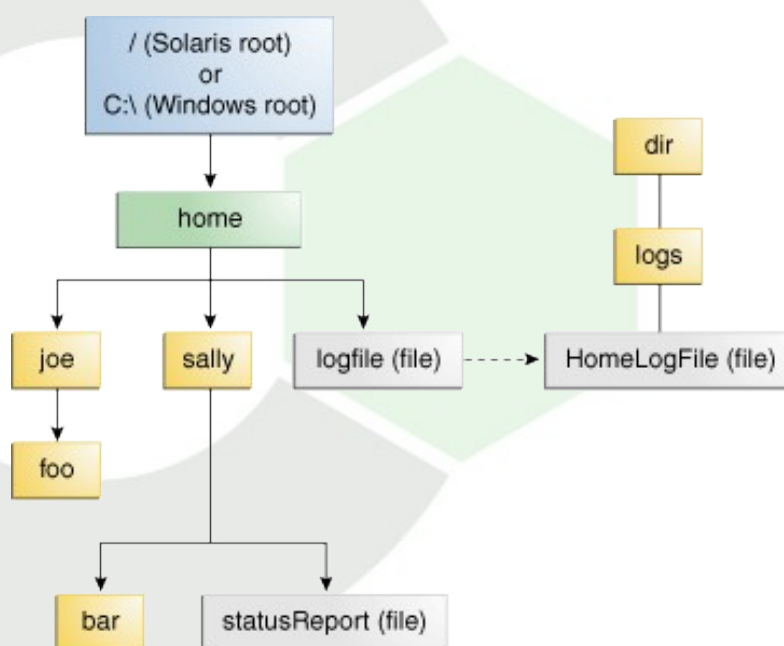 / (Solaris root)
or
C:\ (Windows root)
dir
home
logs
joe
sally
logfile (file)
HomeLogFile (file)
foo
bar
statusReport (file)